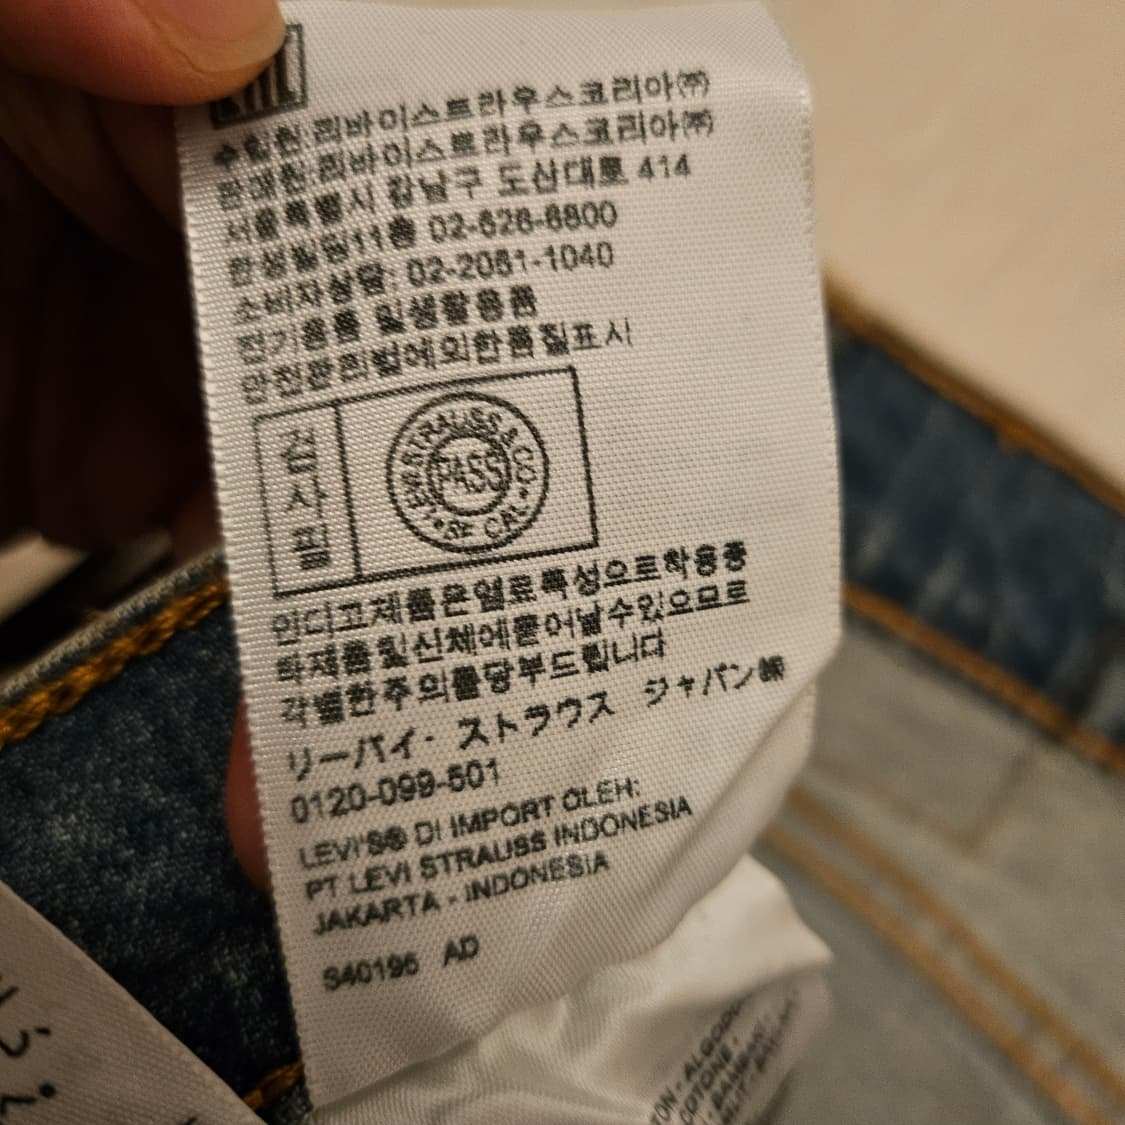 수입원:리바이스트라우스코리아㈜
판매원:리바이스트라우스코리아㈜
서울특별시 강남구 도산대로 414
한성빌딩11층 02-626-6800
소비자상담: 02-2051-1040
전기용품 및생활용품
안전관리법에의한품질표시
검사필
LEVI STRAUSS & CO.
PASS
OF CAL
인디고제품은염료특성으로착용중
타제품및신체에묻어날수있으므로
각별한주의를당부드립니다
リーバイ・ストラウス ジャパン㈱
0120-099-501
LEVI'S® DI IMPORT OLEH:
PT LEVI STRAUSS INDONESIA
JAKARTA - INDONESIA
S40195 AD
COTONE -